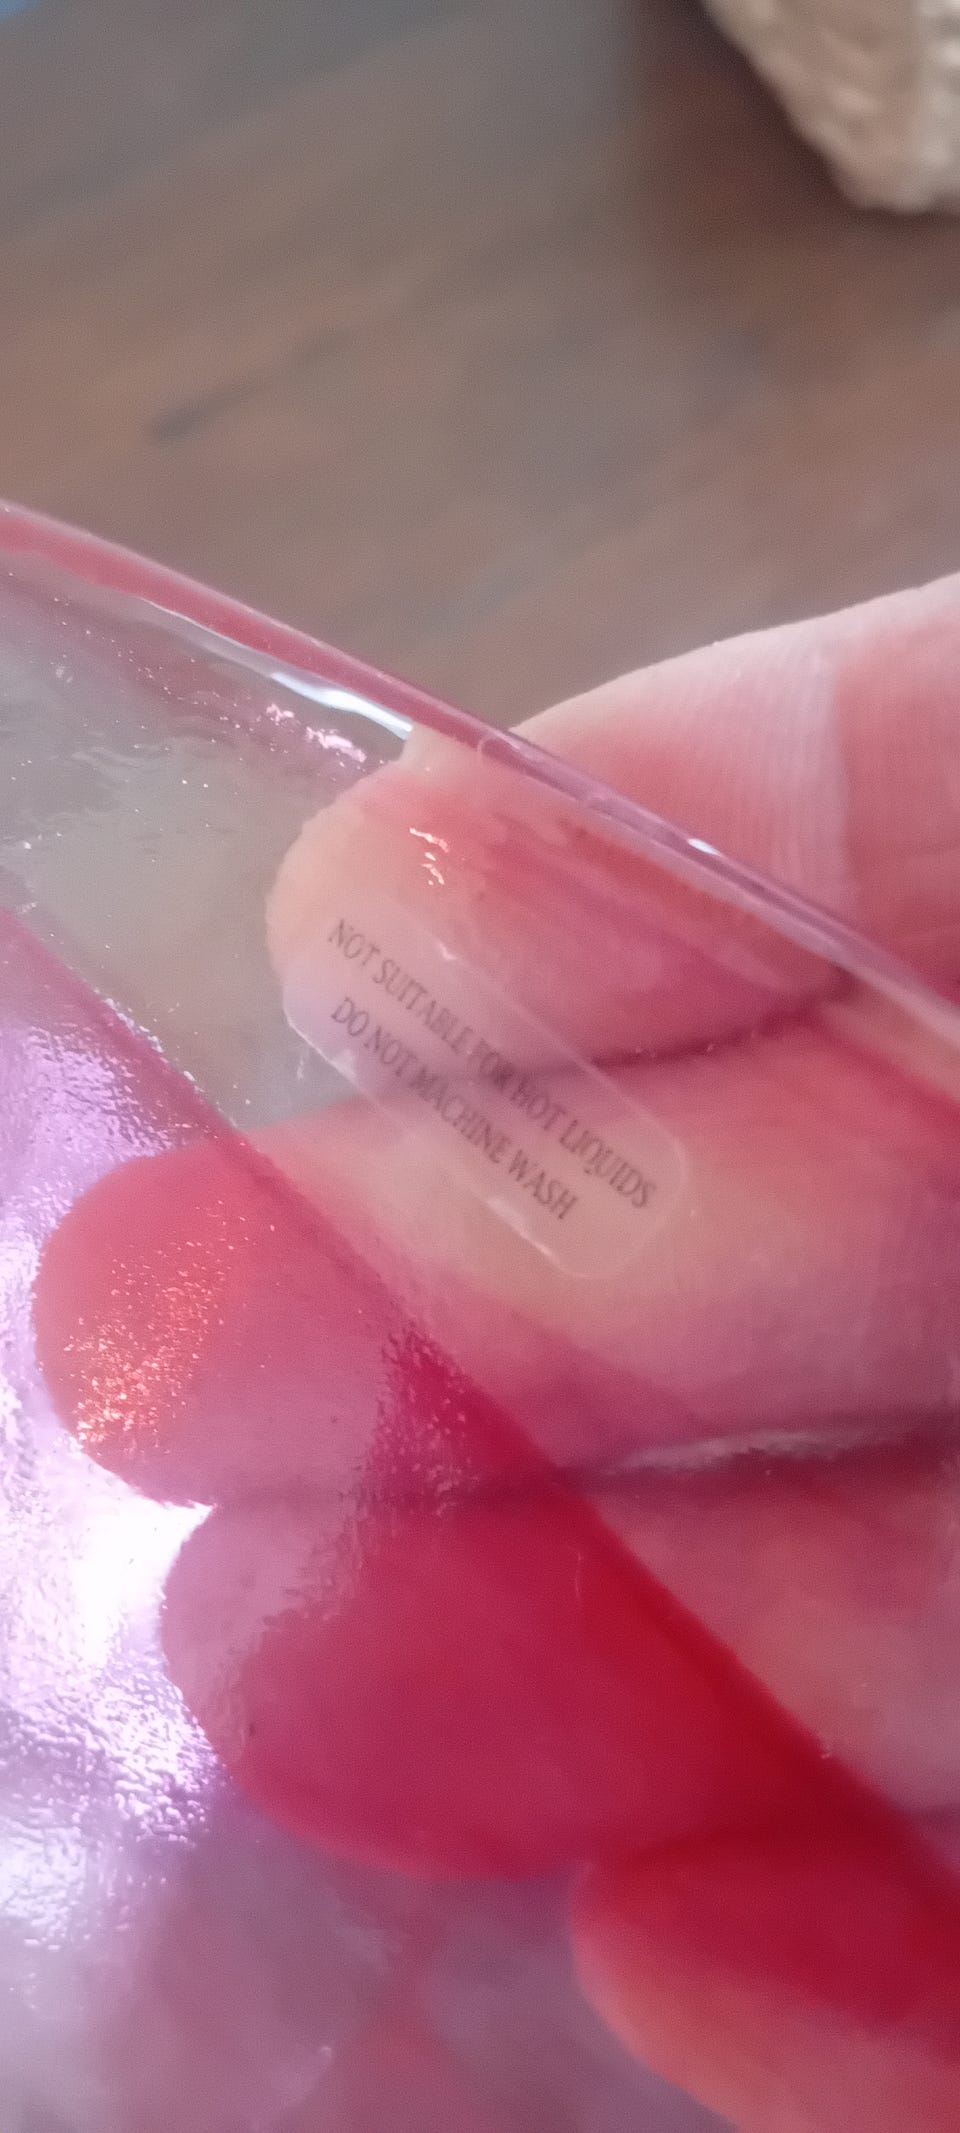 NOT SUITABLE FOR HOT LIQUIDS
DO NOT MACHINE WASH